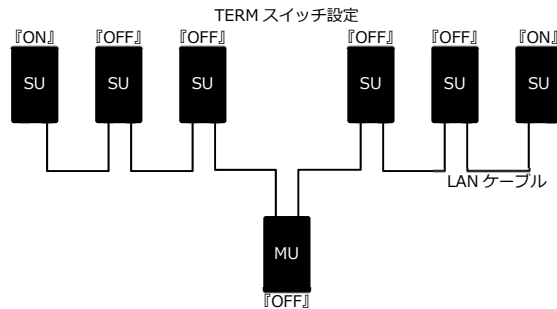 TERM スイッチ設定
『ON』 『OFF』 『OFF』 『OFF』 『OFF』 『ON』
SU SU SU SU SU SU
LAN ケーブル
MU
『OFF』